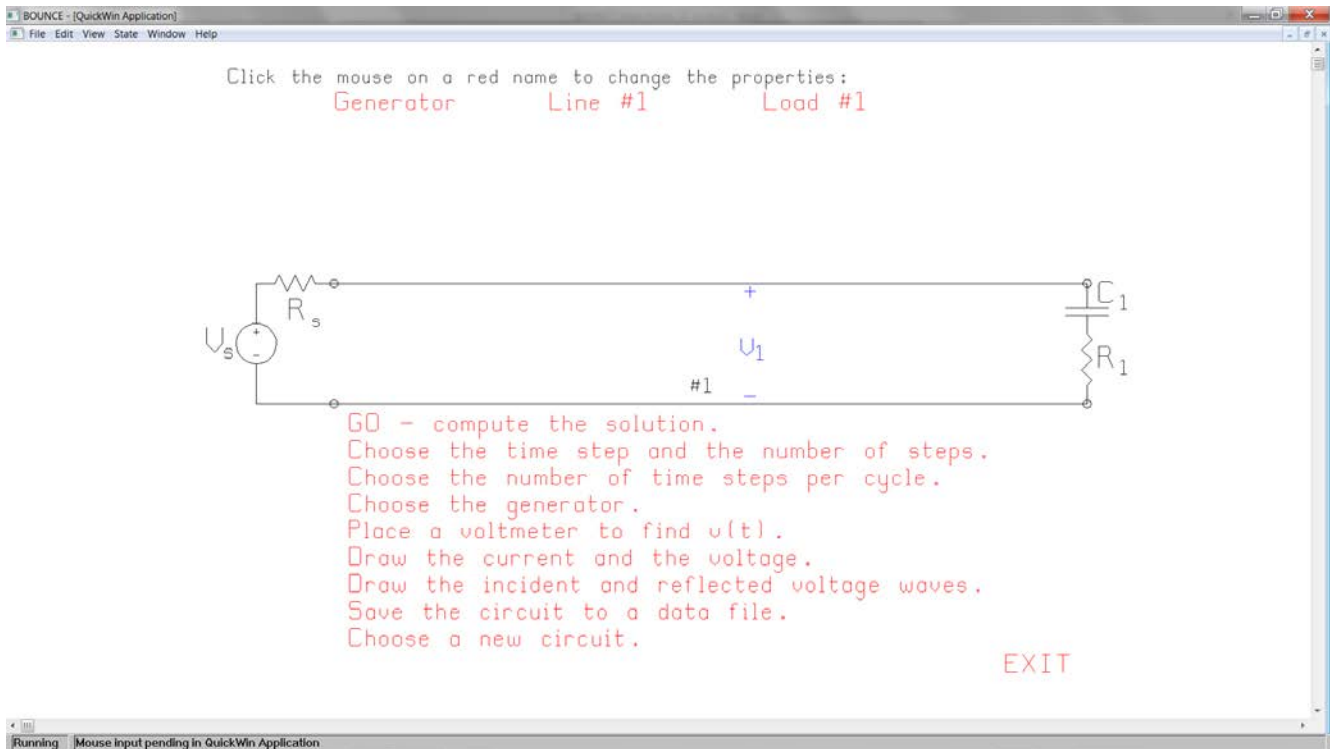 BOUNCE - [QuickWin Application]
File Edit View State Window Help
Click the mouse on a red name to change the properties:
Generator Line #1 Load #1
+
C1
Rs
Vs
+
-
V1
R1
#1
-
GO - compute the solution.
Choose the time step and the number of steps.
Choose the number of time steps per cycle.
Choose the generator.
Place a voltmeter to find v(t).
Draw the current and the voltage.
Draw the incident and reflected voltage waves.
Save the circuit to a data file.
Choose a new circuit.
EXIT
Running Mouse input pending in QuickWin Application